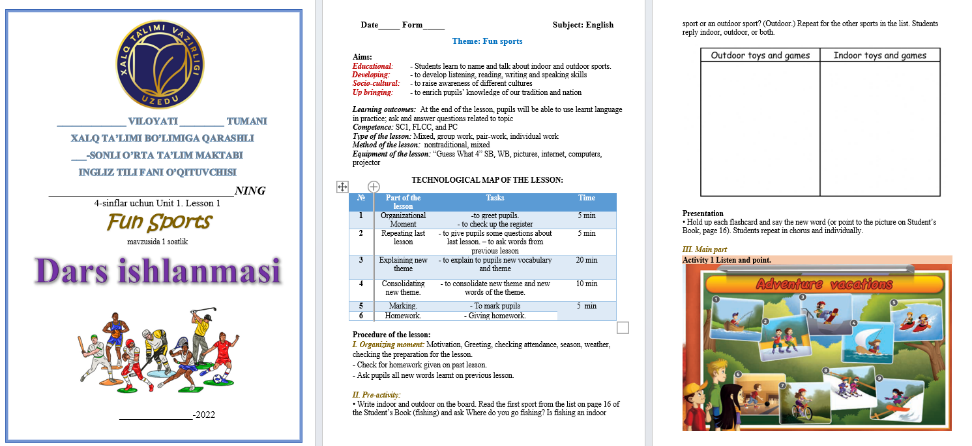 XALQ TALIMI VAZIRLIGI
UZEDU
______________ VILOYATI _________ TUMANI
XALQ TA’LIMI BO’LIMIGA QARASHLI
___-SONLI O’RTA TA’LIM MAKTABI
INGLIZ TILI FANI O’QITUVCHISI
______________________________NING
4-sinflar uchun Unit 1. Lesson 1
Fun Sports
mavzusida 1 soatlik
Dars ishlanmasi
________________-2022
Date_____ Form_____ Subject: English
Theme: Fun sports
Aims:
Educational: - Students learn to name and talk about indoor and outdoor sports.
Developing: - to develop listening, reading, writing and speaking skills
Socio-cultural: - to raise awareness of different cultures
Up bringing: - to enrich pupils’ knowledge of our tradition and nation
Learning outcomes: At the end of the lesson, pupils will be able to use learnt language
in practice; ask and answer questions related to topic
Competence: SC1, FLCC, and PC
Type of the lesson: Mixed, group work, pair-work, individual work
Method of the lesson: nontraditional, mixed
Equipment of the lesson: “Guess What 4” SB, WB, pictures, internet, computers,
projector
TECHNOLOGICAL MAP OF THE LESSON:
№ Part of the lesson Tasks Time
1 Organizational Moment -to greet pupils. - to check up the register 5 min
2 Repeating last lesson - to give pupils some questions about last lesson. – to ask words from previous lesson 5 min
3 Explaining new theme - to explain to pupils new vocabulary and theme 20 min
4 Consolidating new theme. - to consolidate new theme and new words of the theme. 10 min
5 Marking. - To mark pupils 5 min
6 Homework. - Giving homework.
Procedure of the lesson:
I. Organizing moment: Motivation, Greeting, checking attendance, season, weather,
checking the preparation for the lesson.
- Check for homework given on past lesson.
- Ask pupils all new words learnt on previous lesson.
II. Pre-activity:
• Write indoor and outdoor on the board. Read the first sport from the list on page 16 of
the Student’s Book (fishing) and ask Where do you go fishing? Is fishing an indoor
sport or an outdoor sport? (Outdoor.) Repeat for the other sports in the list. Students
reply indoor, outdoor, or both.
Outdoor toys and games Indoor toys and games
Presentation
• Hold up each flashcard and say the new word (or point to the picture on Student’s
Book, page 16). Students repeat in chorus and individually.
III. Main part
Activity 1 Listen and point.
Adventure vacations